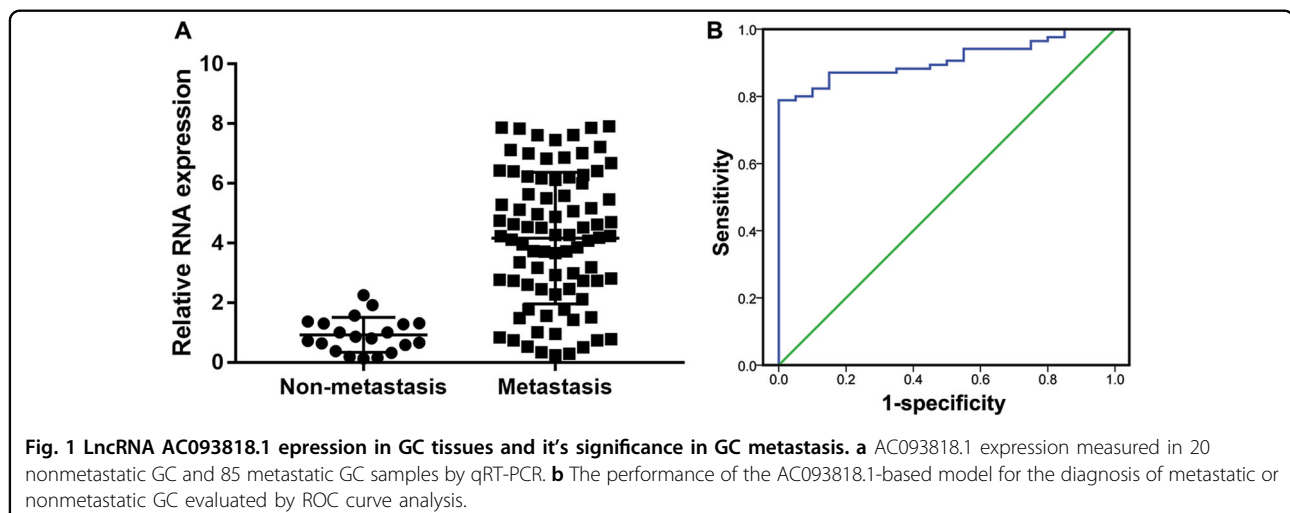 A
Relative RNA expression
10
8
6
4
2
0
Non-metastasis
Metastasis
B
Sensitivity
1.0
0.8
0.6
0.4
0.2
0.0
0.0 0.2 0.4 0.6 0.8 1.0
1-specificity
Fig. 1 LncRNA AC093818.1 epression in GC tissues and it's significance in GC metastasis. a AC093818.1 expression measured in 20
nonmetastatic GC and 85 metastatic GC samples by qRT-PCR. b The performance of the AC093818.1-based model for the diagnosis of metastatic or
nonmetastatic GC evaluated by ROC curve analysis.